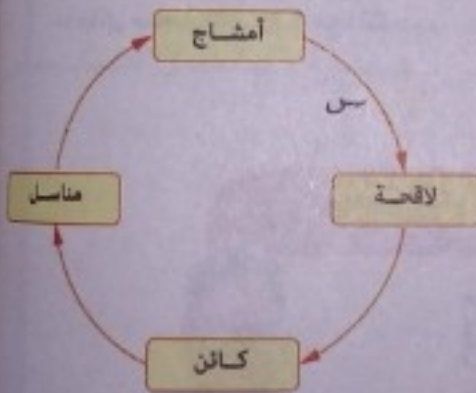 أمشاج
س
لاقحة
مناسل
كائن